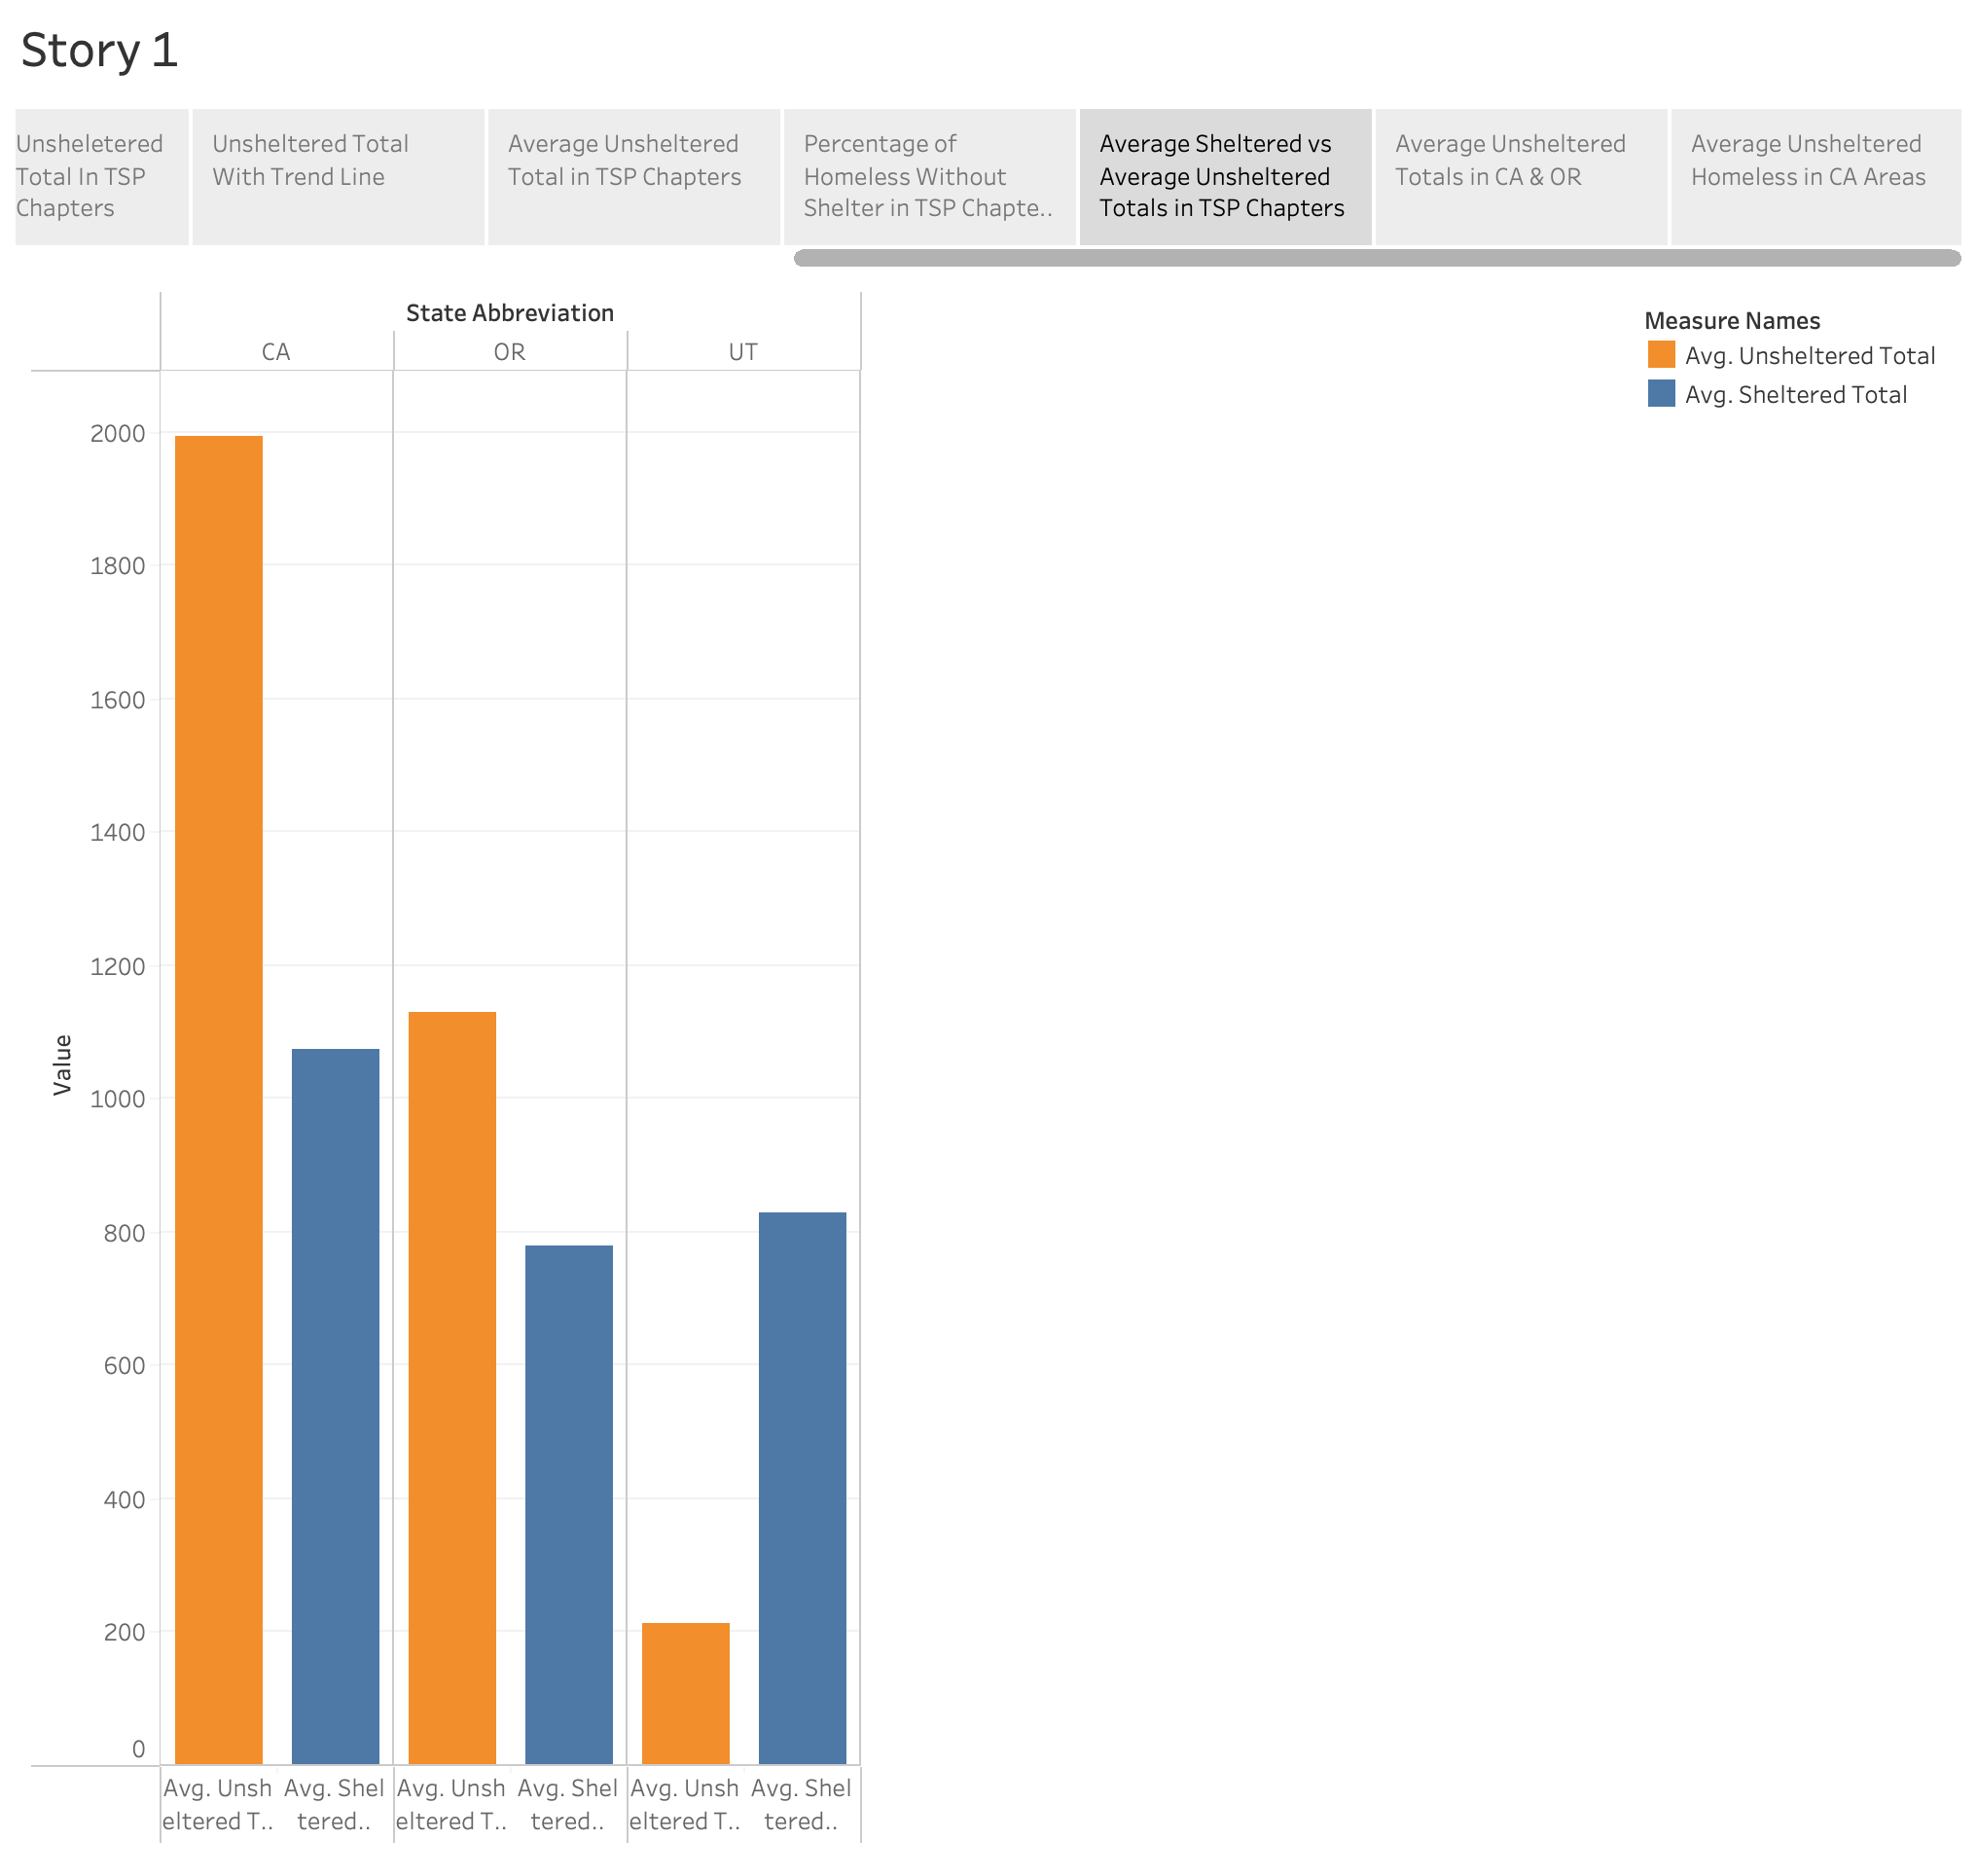 Story 1
Unsheletered
Total In TSP
Chapters
Unsheltered Total
With Trend Line
Average Unsheltered
Total in TSP Chapters
Percentage of
Homeless Without
Shelter in TSP Chapte..
Average Sheltered vs
Average Unsheltered
Totals in TSP Chapters
Average Unsheltered
Totals in CA & OR
Average Unsheltered
Homeless in CA Areas
State Abbreviation
CA
OR
UT
Measure Names
Avg. Unsheltered Total
Avg. Sheltered Total
Value
2000
1800
1600
1400
1200
1000
800
600
400
200
0
Avg. Unsh
eltered T..
Avg. Shel
tered..
Avg. Unsh
eltered T..
Avg. Shel
tered..
Avg. Unsh
eltered T..
Avg. Shel
tered..